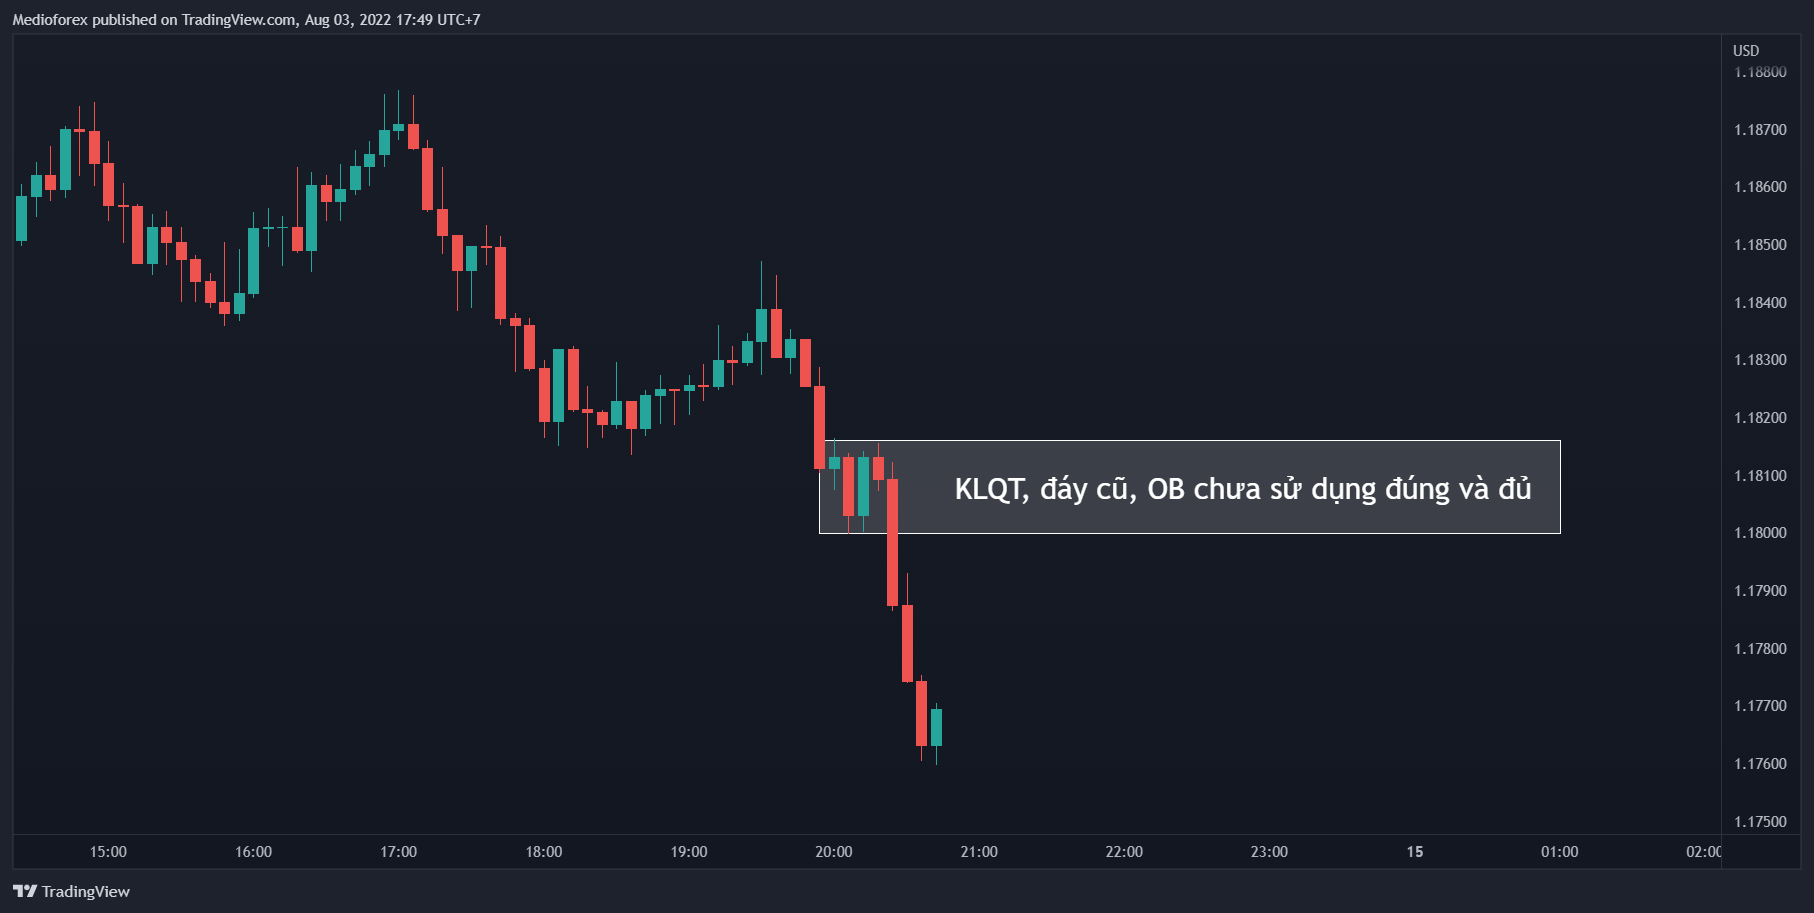 Medioforex published on TradingView.com, Aug 03, 2022 17:49 UTC+7
USD
1.18800
1.18700
1.18600
1.18500
1.18400
1.18300
1.18200
1.18100
KLQT, đáy cũ, OB chưa sử dụng đúng và đủ
1.18000
1.17900
1.17800
1.17700
1.17600
1.17500
15:00 16:00 17:00 18:00 19:00 20:00 21:00 22:00 23:00 15 01:00 02:00
TradingView